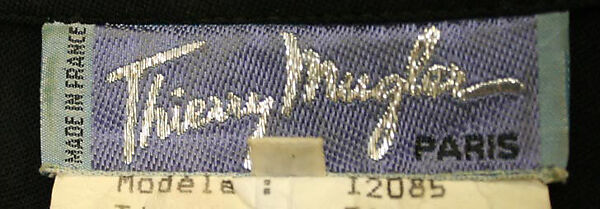 MADE IN FRANCE
Thierry Mugler
PARIS
Modèle : I2085